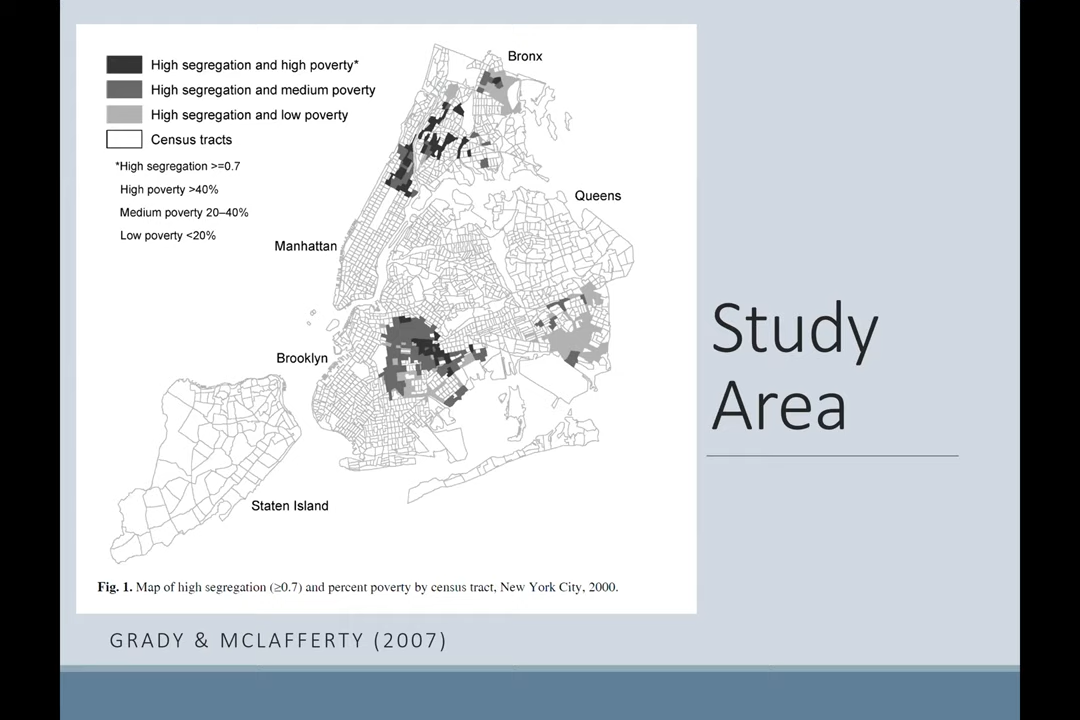 High segregation and high poverty*
High segregation and medium poverty
High segregation and low poverty
Census tracts
*High segregation >=0.7
High poverty >40%
Medium poverty 20–40%
Low poverty <20%
Bronx
Queens
Manhattan
Brooklyn
Staten Island
Fig. 1. Map of high segregation (≥0.7) and percent poverty by census tract, New York City, 2000.
Study
Area
GRADY & MCLAFFERTY (2007)